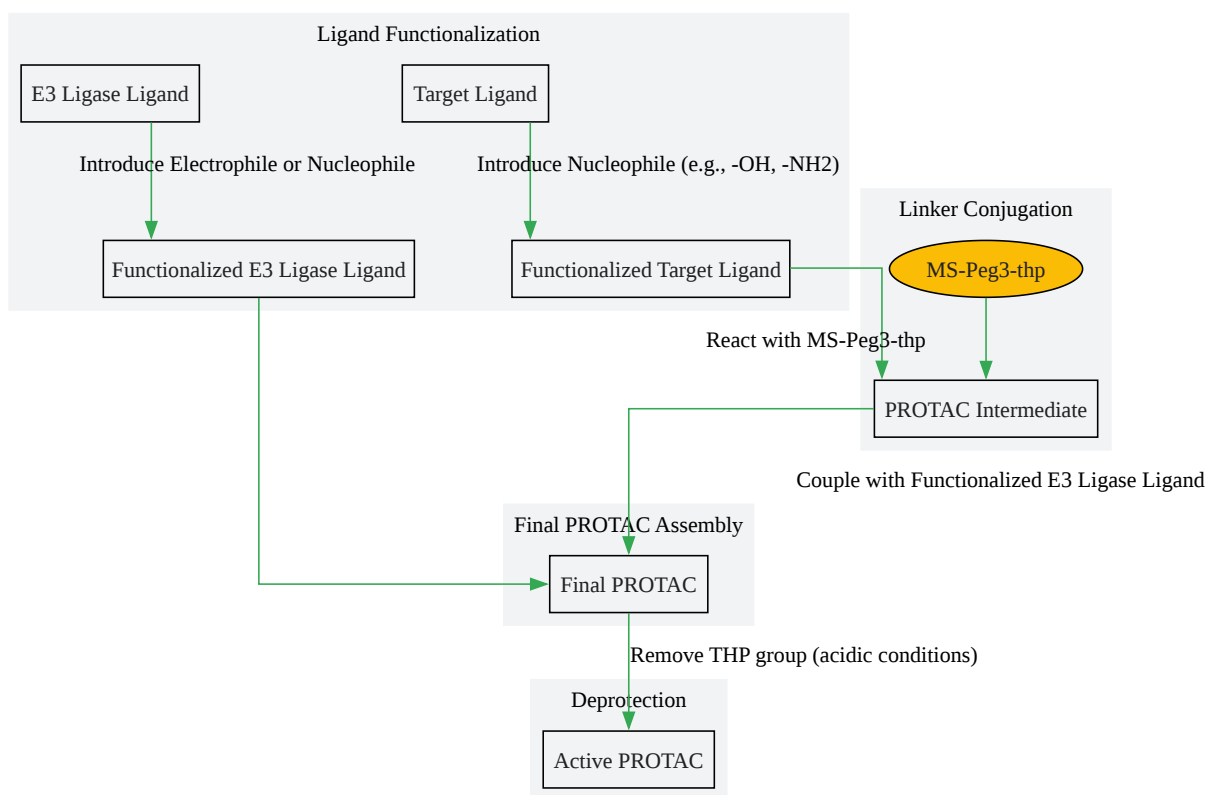 Ligand Functionalization
E3 Ligase Ligand
Target Ligand
Introduce Electrophile or Nucleophile
Introduce Nucleophile (e.g., -OH, -NH2)
Linker Conjugation
Functionalized E3 Ligase Ligand
Functionalized Target Ligand
MS-Peg3-thp
React with MS-Peg3-thp
PROTAC Intermediate
Couple with Functionalized E3 Ligase Ligand
Final PROTAC Assembly
Final PROTAC
Remove THP group (acidic conditions)
Deprotection
Active PROTAC